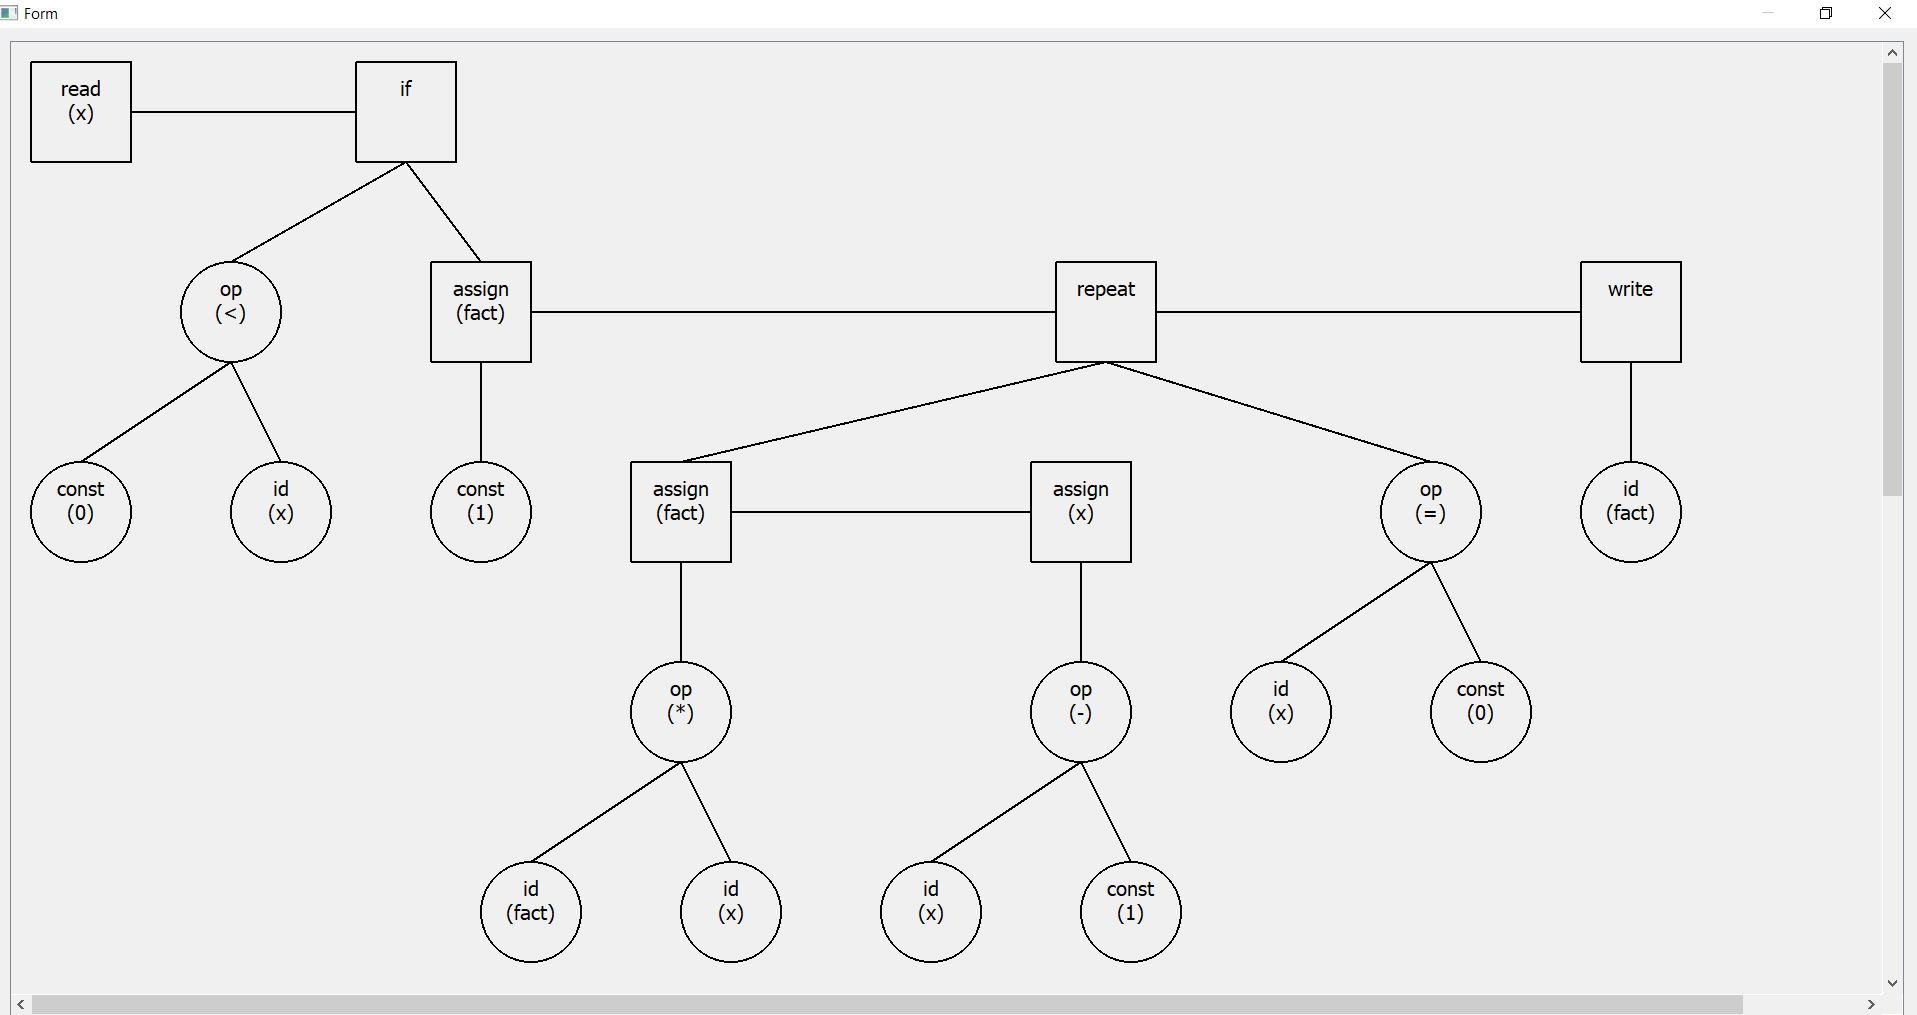 Form
read
(x)
if
op
(<)
assign
(fact)
repeat
write
const
(0)
id
(x)
const
(1)
assign
(fact)
assign
(x)
op
(=)
id
(fact)
op
(*)
op
(-)
id
(x)
const
(0)
id
(fact)
id
(x)
id
(x)
const
(1)